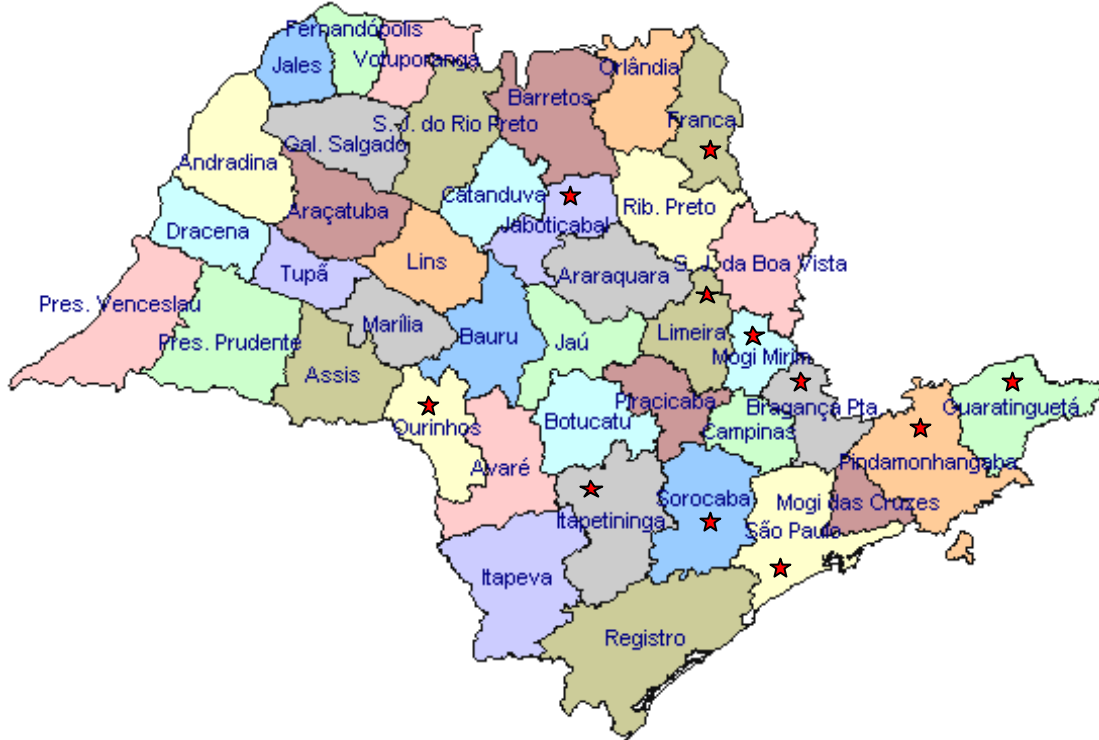 Fernandópolis
Votuporanga
Jales
Orlândia
Barretos
Franca
S. J. do Rio Preto
Gal. Salgado
Andradina
Catanduva
Araçatuba
Rib. Preto
Jaboticabal
Dracena
Lins
Tupã
Araraquara
S. J. da Boa Vista
Pres. Venceslau
Marília
Bauru
Jaú
Limeira
Pres. Prudente
Mogi Mirim
Assis
Piracicaba
Bragança Pta
Guaratinguetá
Ourinhos
Botucatu
Campinas
Avaré
Pindamonhangaba
Sorocaba
Mogi das Cruzes
Itapetininga
São Paulo
Itapeva
Registro